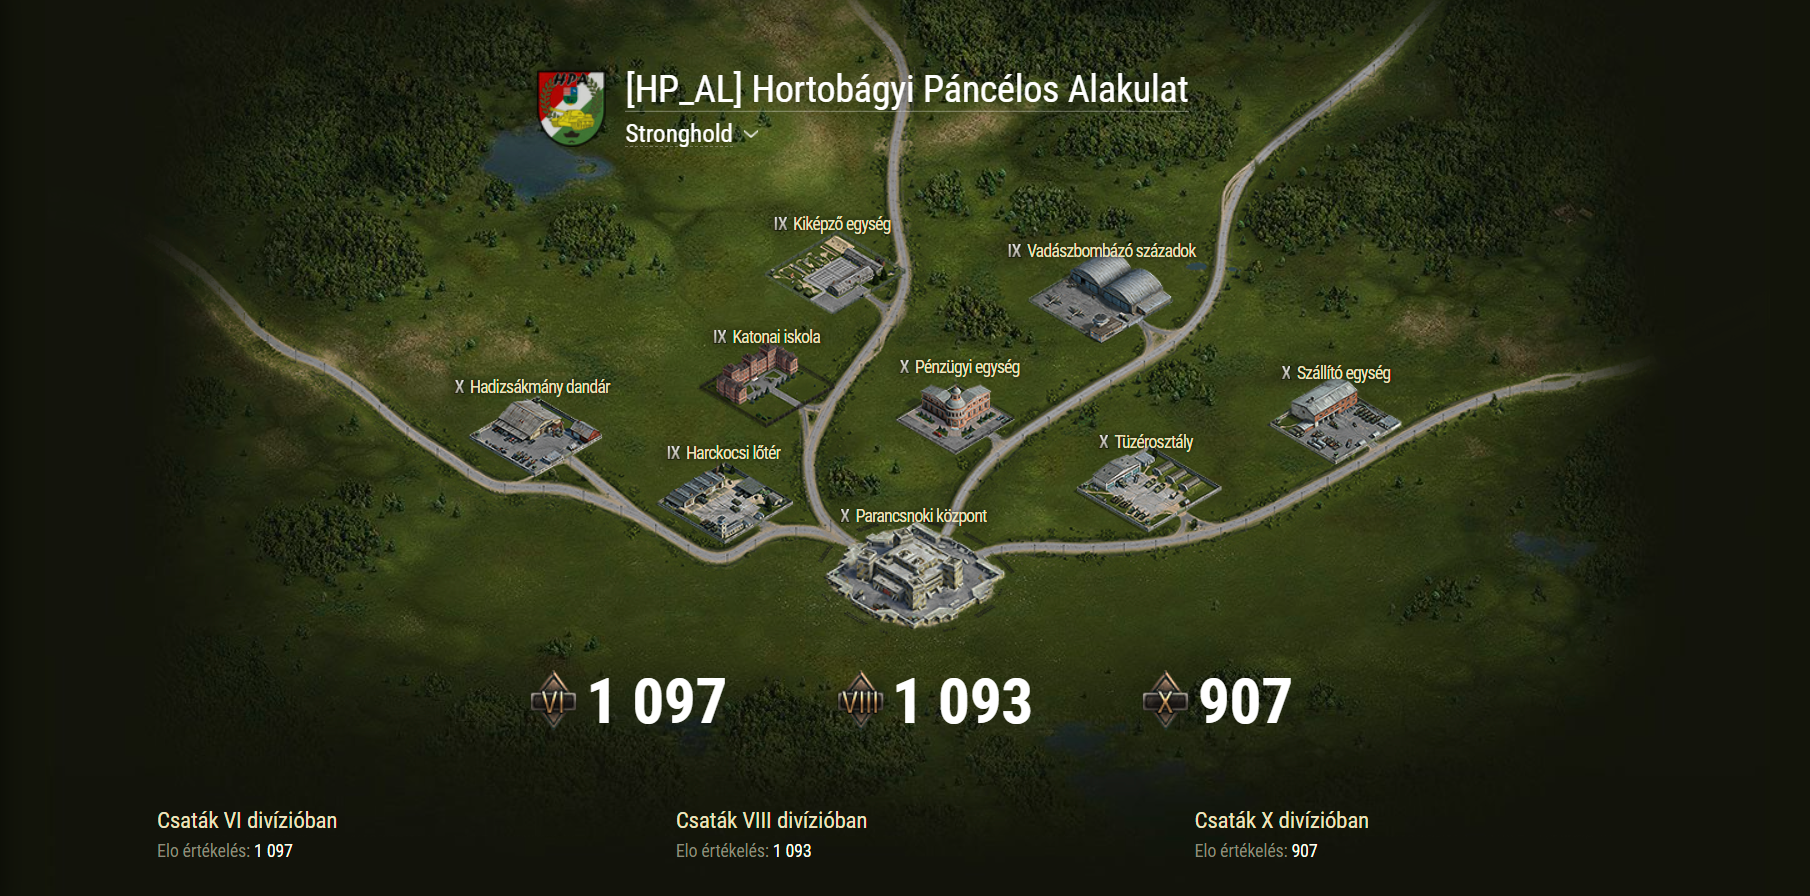 HPA
[HP_AL] Hortobágyi Páncélos Alakulat
Stronghold
IX Kiképző egység
IX Vadászbombázó századok
IX Katonai iskola
X Pénzügyi egység
X Szállító egység
X Hadizsákmány dandár
X Tüzérosztály
IX Harckocsi lőtér
X Parancsnoki központ
VI 1 097
VIII 1 093
X 907
Csaták VI divízióban
Elo értékelés: 1 097
Csaták VIII divízióban
Elo értékelés: 1 093
Csaták X divízióban
Elo értékelés: 907